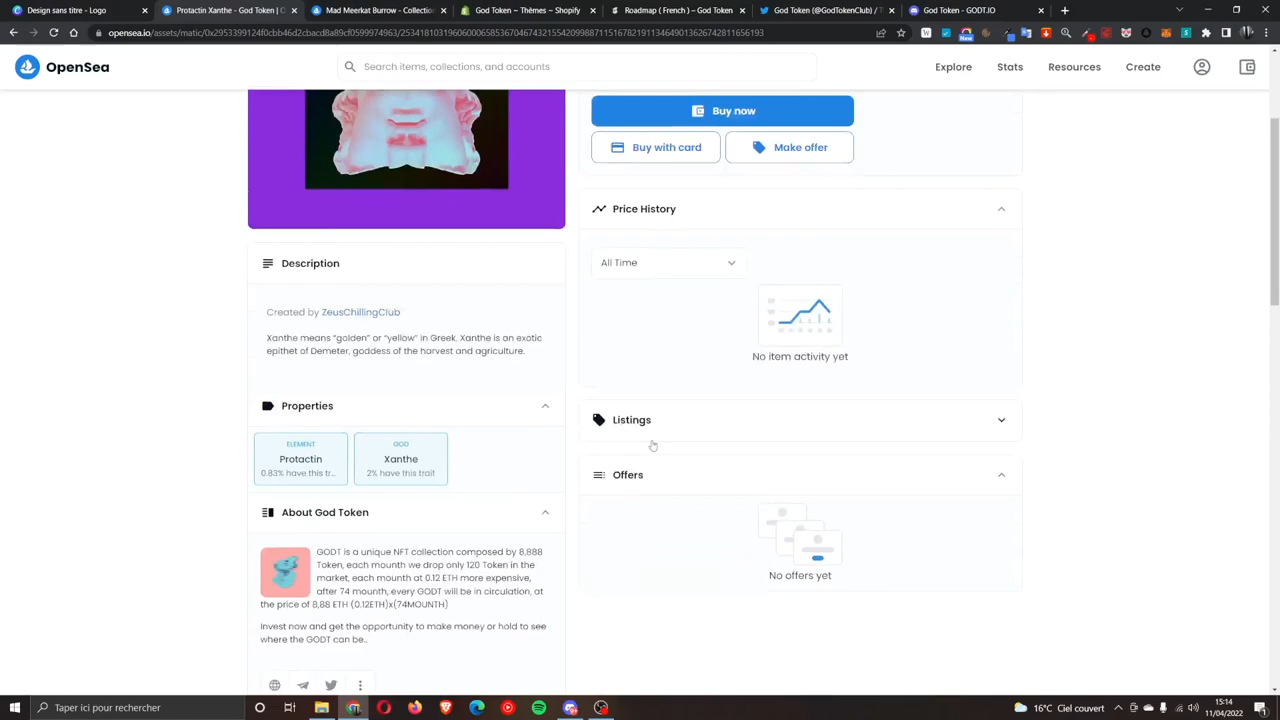 Design des Tokens - Logo
Protactin Xanthe - God Token | O
Mad Meerkat Burrow - Collectio
God Token – Thèmes – Shopify
Roadmap ( French ) – God Token
Twitter (@GodTokenClub) / T
God Token — GODT.IO
opensea.io/assets/matic/
OpenSea
Search items, collections, and accounts
Explore
Stats
Resources
Create
Buy now
Buy with card
Make offer
Price History
All Time
No item activity yet
Description
Created by ZeusChillingClub
Xanthe means “golden” or “yellow” in Greek. Xanthe is an exotic
epithet of Demeter, goddess of the harvest and agriculture.
Properties
ELEMENT
Protactin
0.83% have this tr...
GOD
Xanthe
2% have this trait
Listings
Offers
No offers yet
About God Token
GODT is a unique NFT collection composed by 8,888
Token, each mounth we drop only 120 Token in the
market, each mounth at 0.12 ETH more expensive,
after 74 mounth, every GODT will be in circulation, at
the price of 8,88 ETH (0.12ETH)x(74MOUNTH)
Invest now and get the opportunity to make money or hold to see
where the GODT can be..
Taper ici pour rechercher
16°C Ciel couvert
15:14
11/04/2022